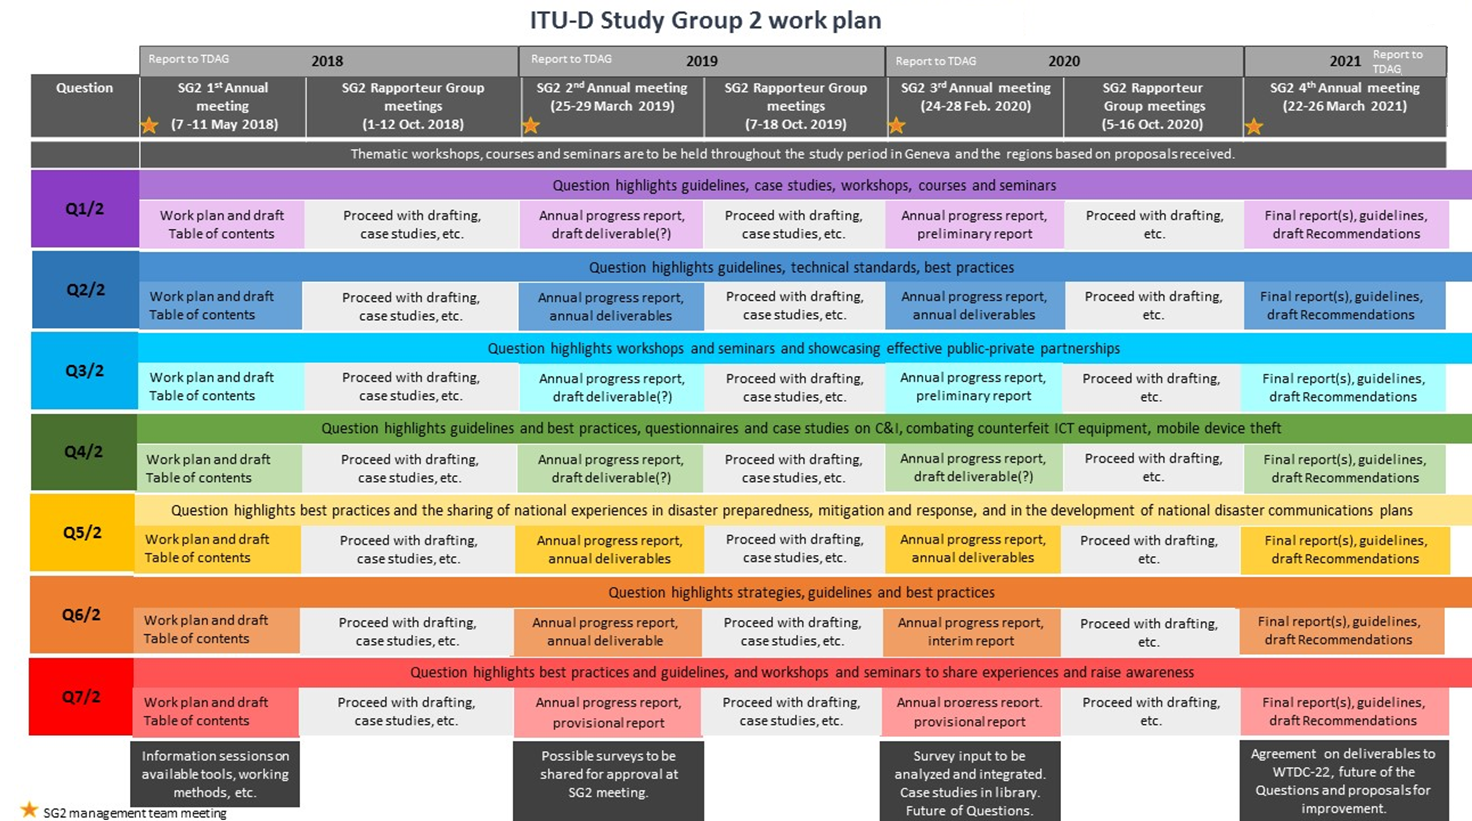 ITU-D Study Group 2 work plan
Report to TDAG 2018 Report to TDAG 2019 Report to TDAG 2020 2021 Report to TDAG
Question
SG2 1st Annual
meeting
(7 -11 May 2018)
SG2 Rapporteur Group
meetings
(1-12 Oct. 2018)
SG2 2nd Annual meeting
(25-29 March 2019)
SG2 Rapporteur Group
meetings
(7-18 Oct. 2019)
SG2 3rd Annual meeting
(24-28 Feb. 2020)
SG2 Rapporteur
Group meetings
(5-16 Oct. 2020)
SG2 4th Annual meeting
(22-26 March 2021)
Thematic workshops, courses and seminars are to be held throughout the study period in Geneva and the regions based on proposals received.
Q1/2
Question highlights guidelines, case studies, workshops, courses and seminars
Work plan and draft
Table of contents
Proceed with drafting,
case studies, etc.
Annual progress report,
draft deliverable(?)
Proceed with drafting,
case studies, etc.
Annual progress report,
preliminary report
Proceed with drafting,
etc.
Final report(s), guidelines,
draft Recommendations
Q2/2
Question highlights guidelines, technical standards, best practices
Work plan and draft
Table of contents
Proceed with drafting,
case studies, etc.
Annual progress report,
annual deliverables
Proceed with drafting,
case studies, etc.
Annual progress report,
annual deliverables
Proceed with drafting,
etc.
Final report(s), guidelines,
draft Recommendations
Q3/2
Question highlights workshops and seminars and showcasing effective public-private partnerships
Work plan and draft
Table of contents
Proceed with drafting,
case studies, etc.
Annual progress report,
draft deliverable(?)
Proceed with drafting,
case studies, etc.
Annual progress report,
preliminary report
Proceed with drafting,
etc.
Final report(s), guidelines,
draft Recommendations
Q4/2
Question highlights guidelines and best practices, questionnaires and case studies on C&I, combating counterfeit ICT equipment, mobile device theft
Work plan and draft
Table of contents
Proceed with drafting,
case studies, etc.
Annual progress report,
draft deliverable(?)
Proceed with drafting,
case studies, etc.
Annual progress report,
draft deliverable(?)
Proceed with drafting,
etc.
Final report(s), guidelines,
draft Recommendations
Q5/2
Question highlights best practices and the sharing of national experiences in disaster preparedness, mitigation and response, and in the development of national disaster communications plans
Work plan and draft
Table of contents
Proceed with drafting,
case studies, etc.
Annual progress report,
annual deliverables
Proceed with drafting,
case studies, etc.
Annual progress report,
annual deliverables
Proceed with drafting,
etc.
Final report(s), guidelines,
draft Recommendations
Q6/2
Question highlights strategies, guidelines and best practices
Work plan and draft
Table of contents
Proceed with drafting,
case studies, etc.
Annual progress report,
annual deliverable
Proceed with drafting,
case studies, etc.
Annual progress report,
interim report
Proceed with drafting,
etc.
Final report(s), guidelines,
draft Recommendations
Q7/2
Question highlights best practices and guidelines, and workshops and seminars to share experiences and raise awareness
Work plan and draft
Table of contents
Proceed with drafting,
case studies, etc.
Annual progress report,
provisional report
Proceed with drafting,
case studies, etc.
Annual progress report,
provisional report
Proceed with drafting,
etc.
Final report(s), guidelines,
draft Recommendations
Information sessions on
available tools, working
methods, etc.
Possible surveys to be
shared for approval at
SG2 meeting.
Survey input to be
analyzed and integrated.
Case studies in library.
Future of Questions.
Agreement on deliverables to
WTDC-22, future of the
Questions and proposals for
improvement.
SG2 management team meeting